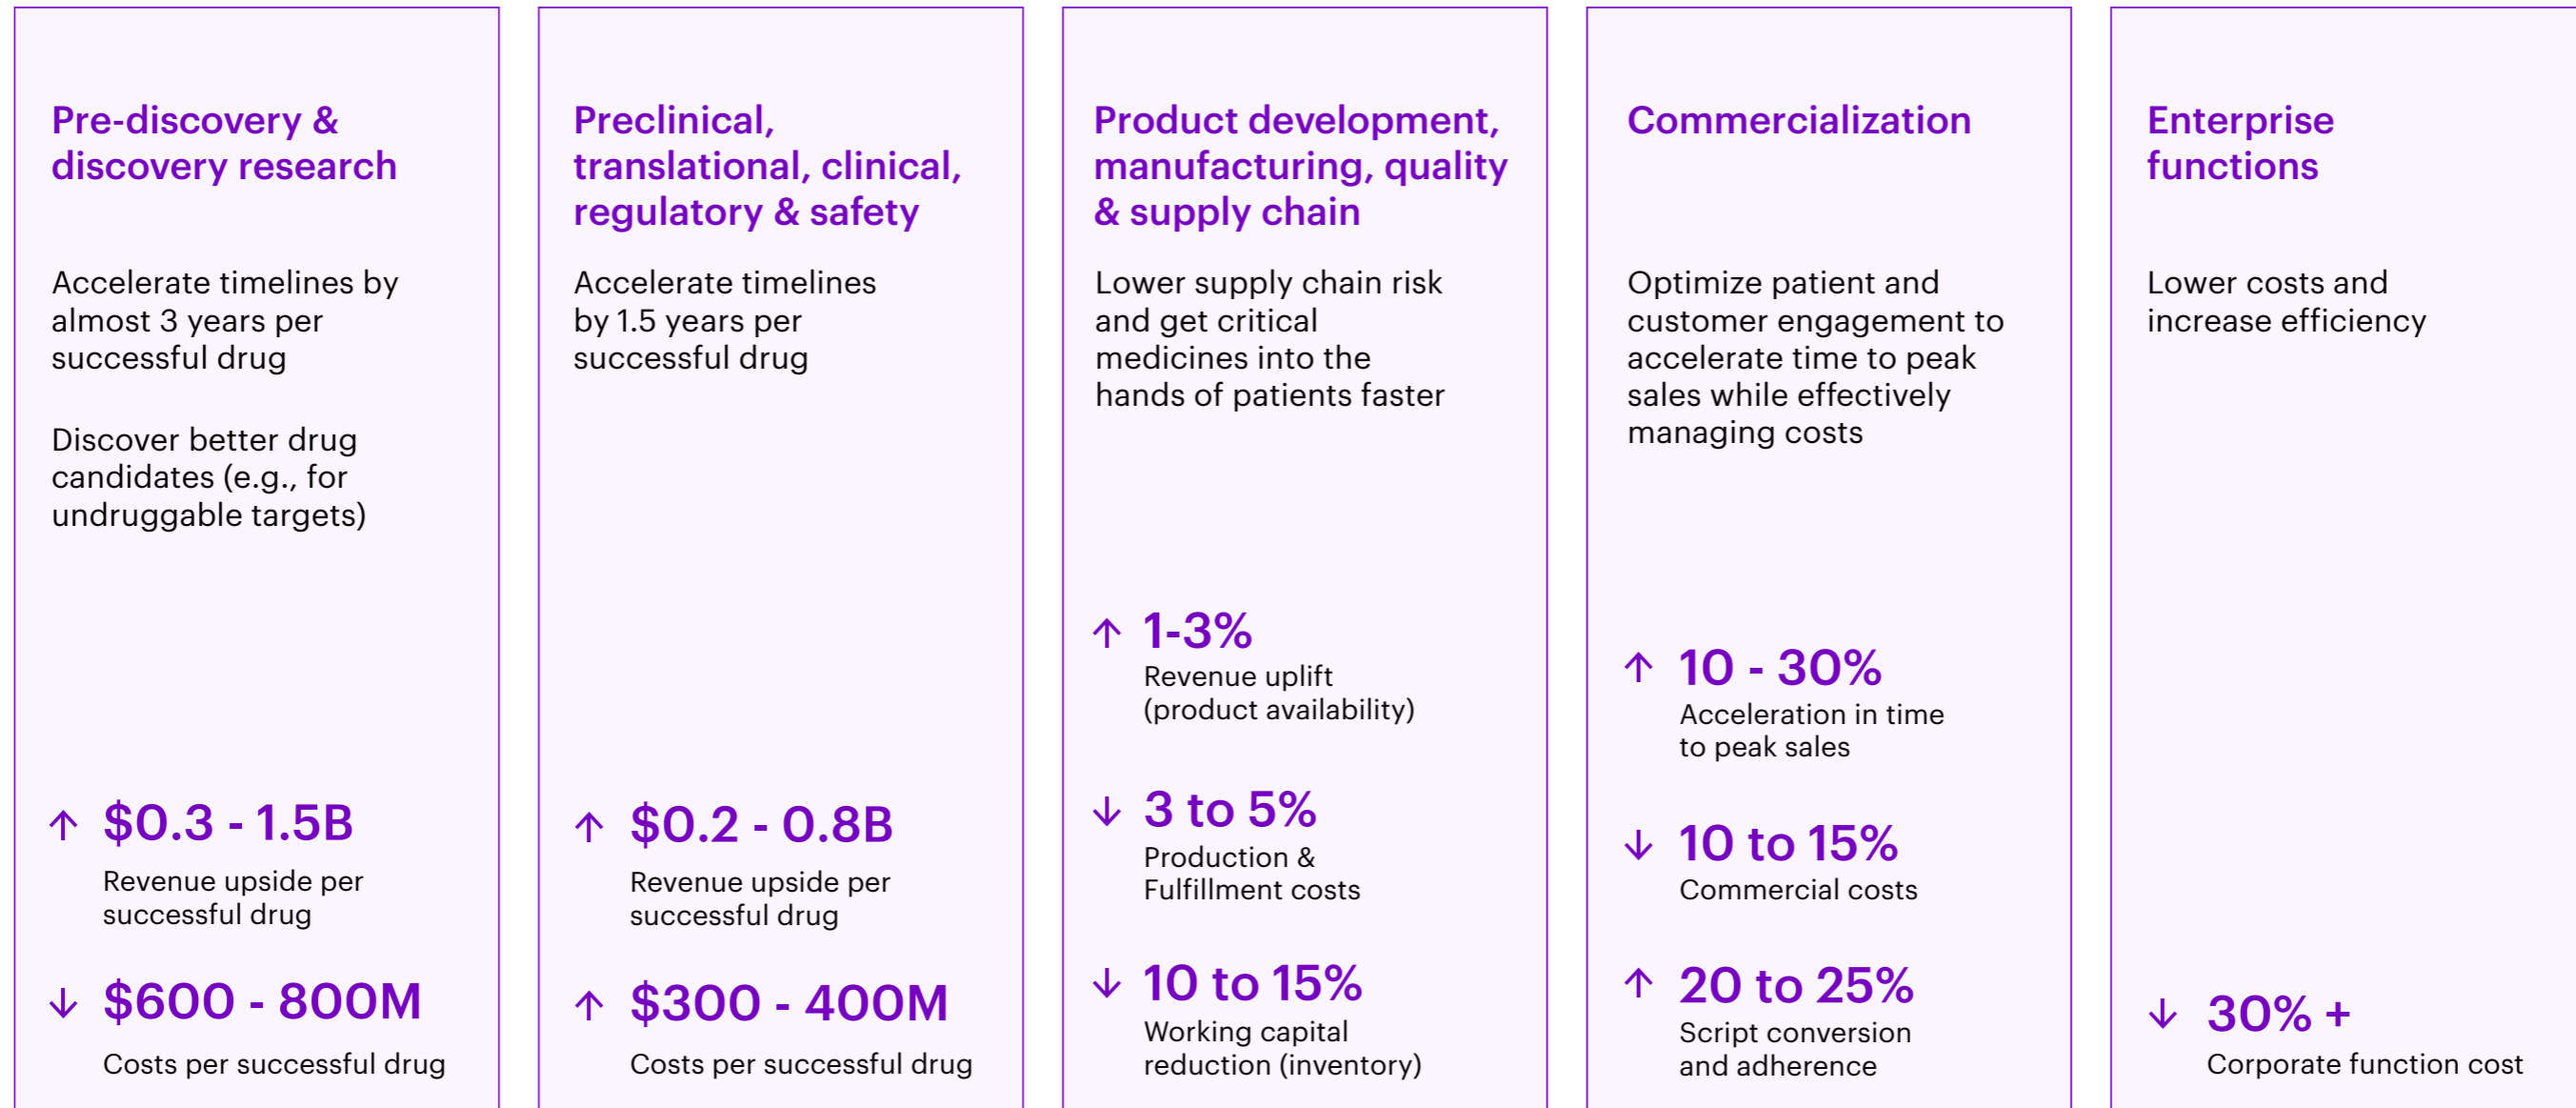 Pre-discovery &
discovery research
Accelerate timelines by
almost 3 years per
successful drug
Discover better drug
candidates (e.g., for
undruggable targets)
↑ $0.3 - 1.5B
Revenue upside per
successful drug
↓ $600 - 800M
Costs per successful drug
Preclinical,
translational, clinical,
regulatory & safety
Accelerate timelines
by 1.5 years per
successful drug
↑ $0.2 - 0.8B
Revenue upside per
successful drug
↑ $300 - 400M
Costs per successful drug
Product development,
manufacturing, quality
& supply chain
Lower supply chain risk
and get critical
medicines into the
hands of patients faster
↑ 1-3%
Revenue uplift
(product availability)
↓ 3 to 5%
Production &
Fulfillment costs
↓ 10 to 15%
Working capital
reduction (inventory)
Commercialization
Optimize patient and
customer engagement to
accelerate time to peak
sales while effectively
managing costs
↑ 10 - 30%
Acceleration in time
to peak sales
↓ 10 to 15%
Commercial costs
↑ 20 to 25%
Script conversion
and adherence
Enterprise
functions
Lower costs and
increase efficiency
↓ 30% +
Corporate function cost